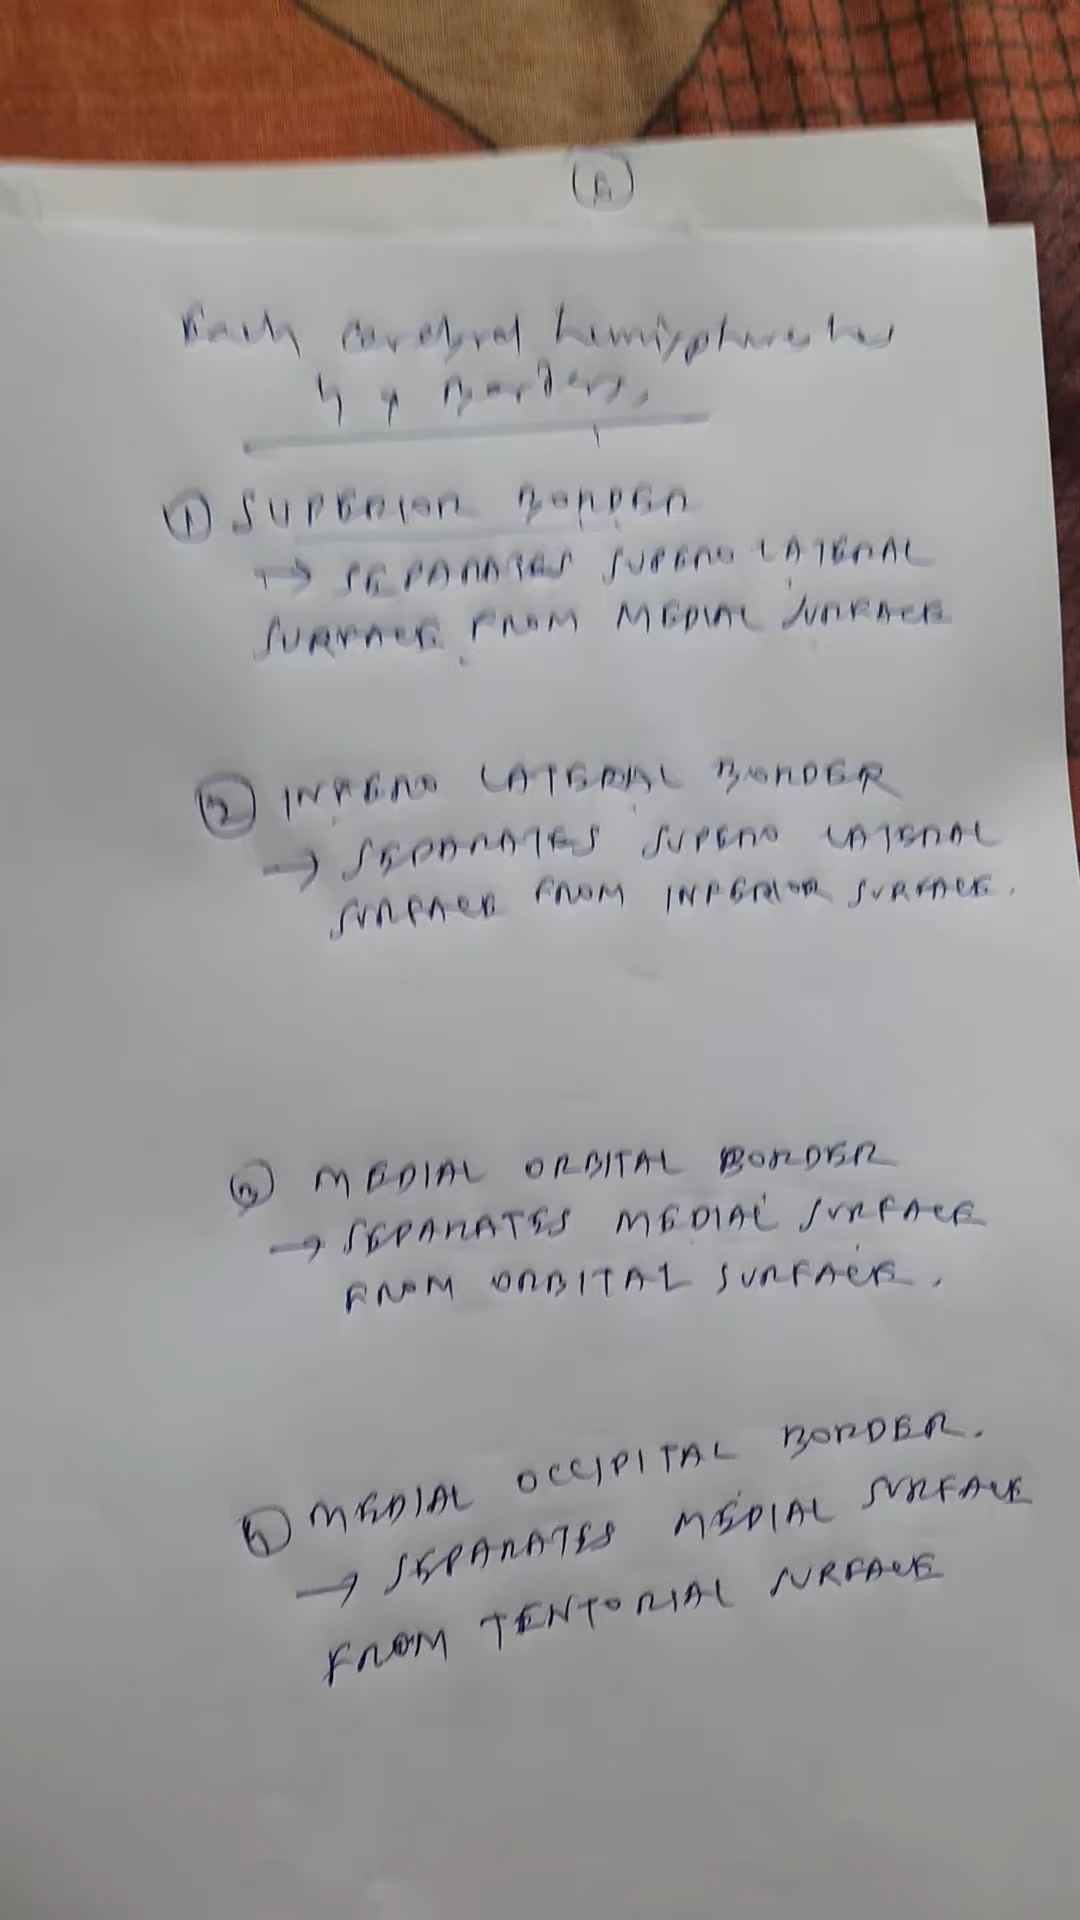 Each cerebral hemisphere has
4 Borders.
① SUPERIOR BORDER
→ SEPARATES SUPERO LATERAL
SURFACE FROM MEDIAL SURFACE
② INFERO LATERAL BORDER
→ SEPARATES SUPERO LATERAL
SURFACE FROM INFERIOR SURFACE.
③ MEDIAL ORBITAL BORDER
→ SEPARATES MEDIAL SURFACE
FROM ORBITAL SURFACE.
MEDIAL OCCIPITAL BORDER.
→ SEPARATES MEDIAL SURFACE
FROM TENTORIAL SURFACE